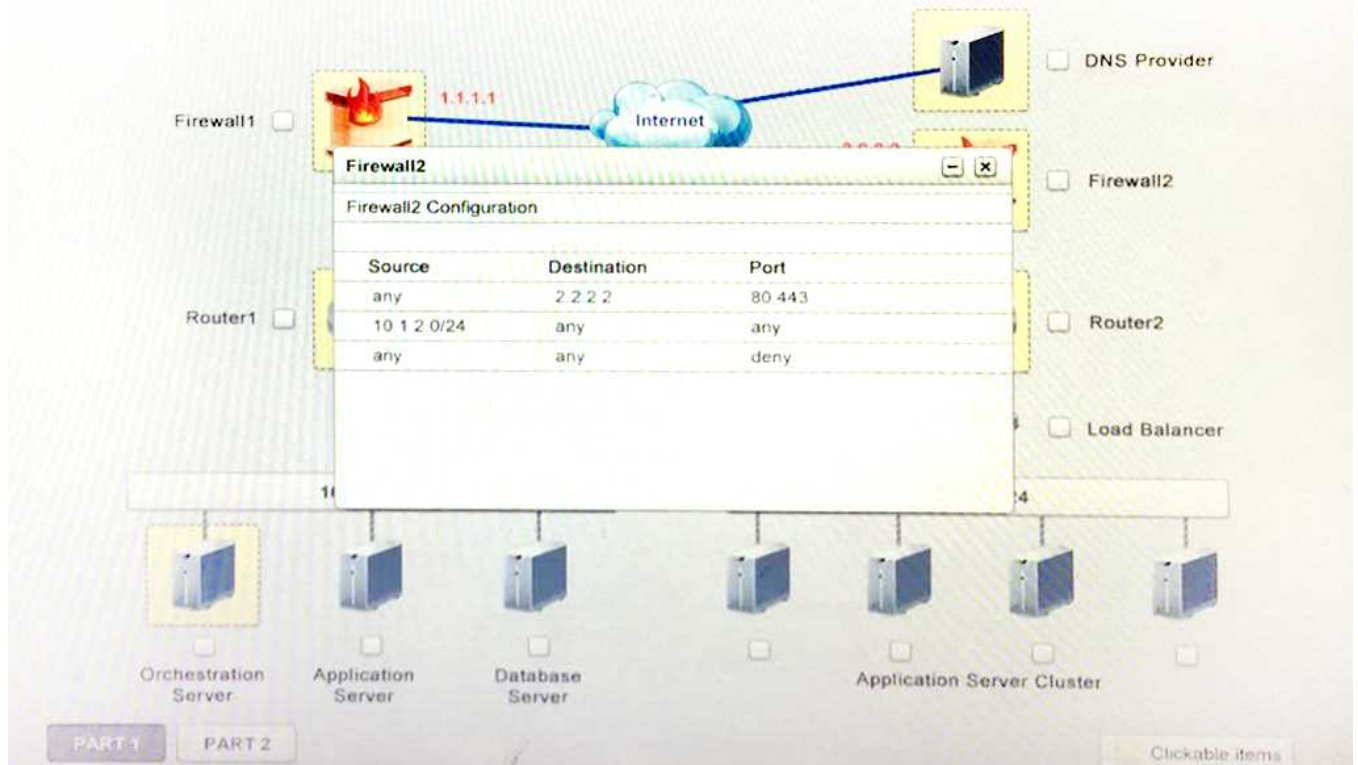 DNS Provider
1.1.1.1
Firewall1
Internet
Firewall2
Firewall2
Firewall2 Configuration
Source Destination Port
any 2.2.2.2 80 443
Router1
10 1 2 0/24 any any
Router2
any any deny
Load Balancer
Orchestration
Server
Application
Server
Database
Server
Application Server Cluster
PART 1
PART 2
Clickable items